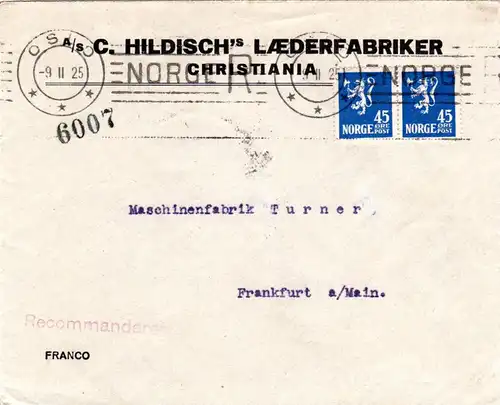 A/s C. HILDISCH's LÆDERFABRIKER
CHRISTIANIA
OSLO
-9 II 25
NORGE R NORGE
6007
45 ØRE
NORGE POST
45 ØRE
NORGE POST
Maschinenfabrik Turner,
Frankfurt a/Main.
FRANCO